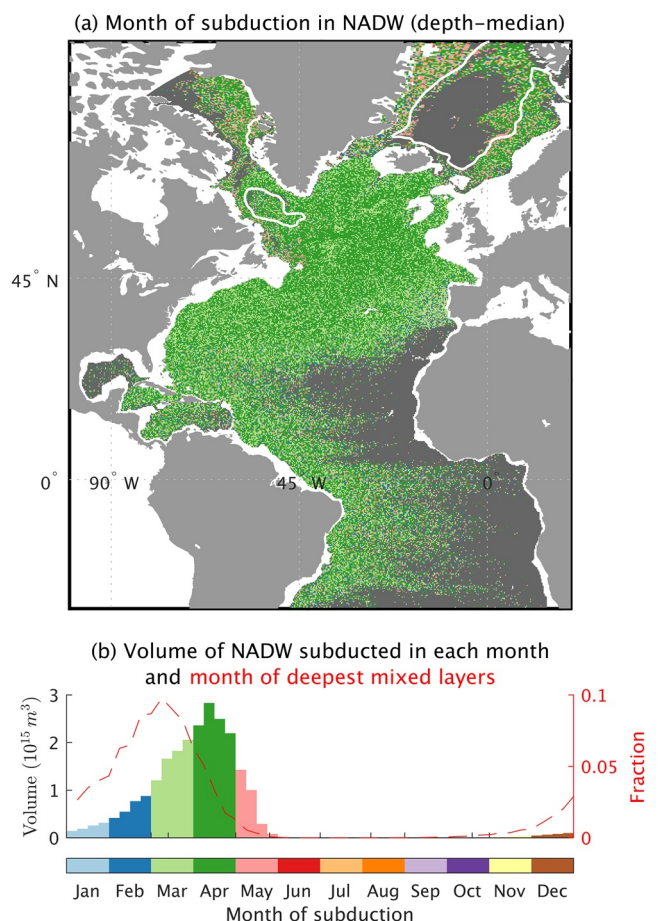 (a) Month of subduction in NADW (depth-median)
45° N
0°
90° W
45° W
0°
(b) Volume of NADW subducted in each month
and month of deepest mixed layers
Volume (10^15 m^3)
3
2
1
0
0.1
0.05
0
Fraction
Jan Feb Mar Apr May Jun Jul Aug Sep Oct Nov Dec
Month of subduction